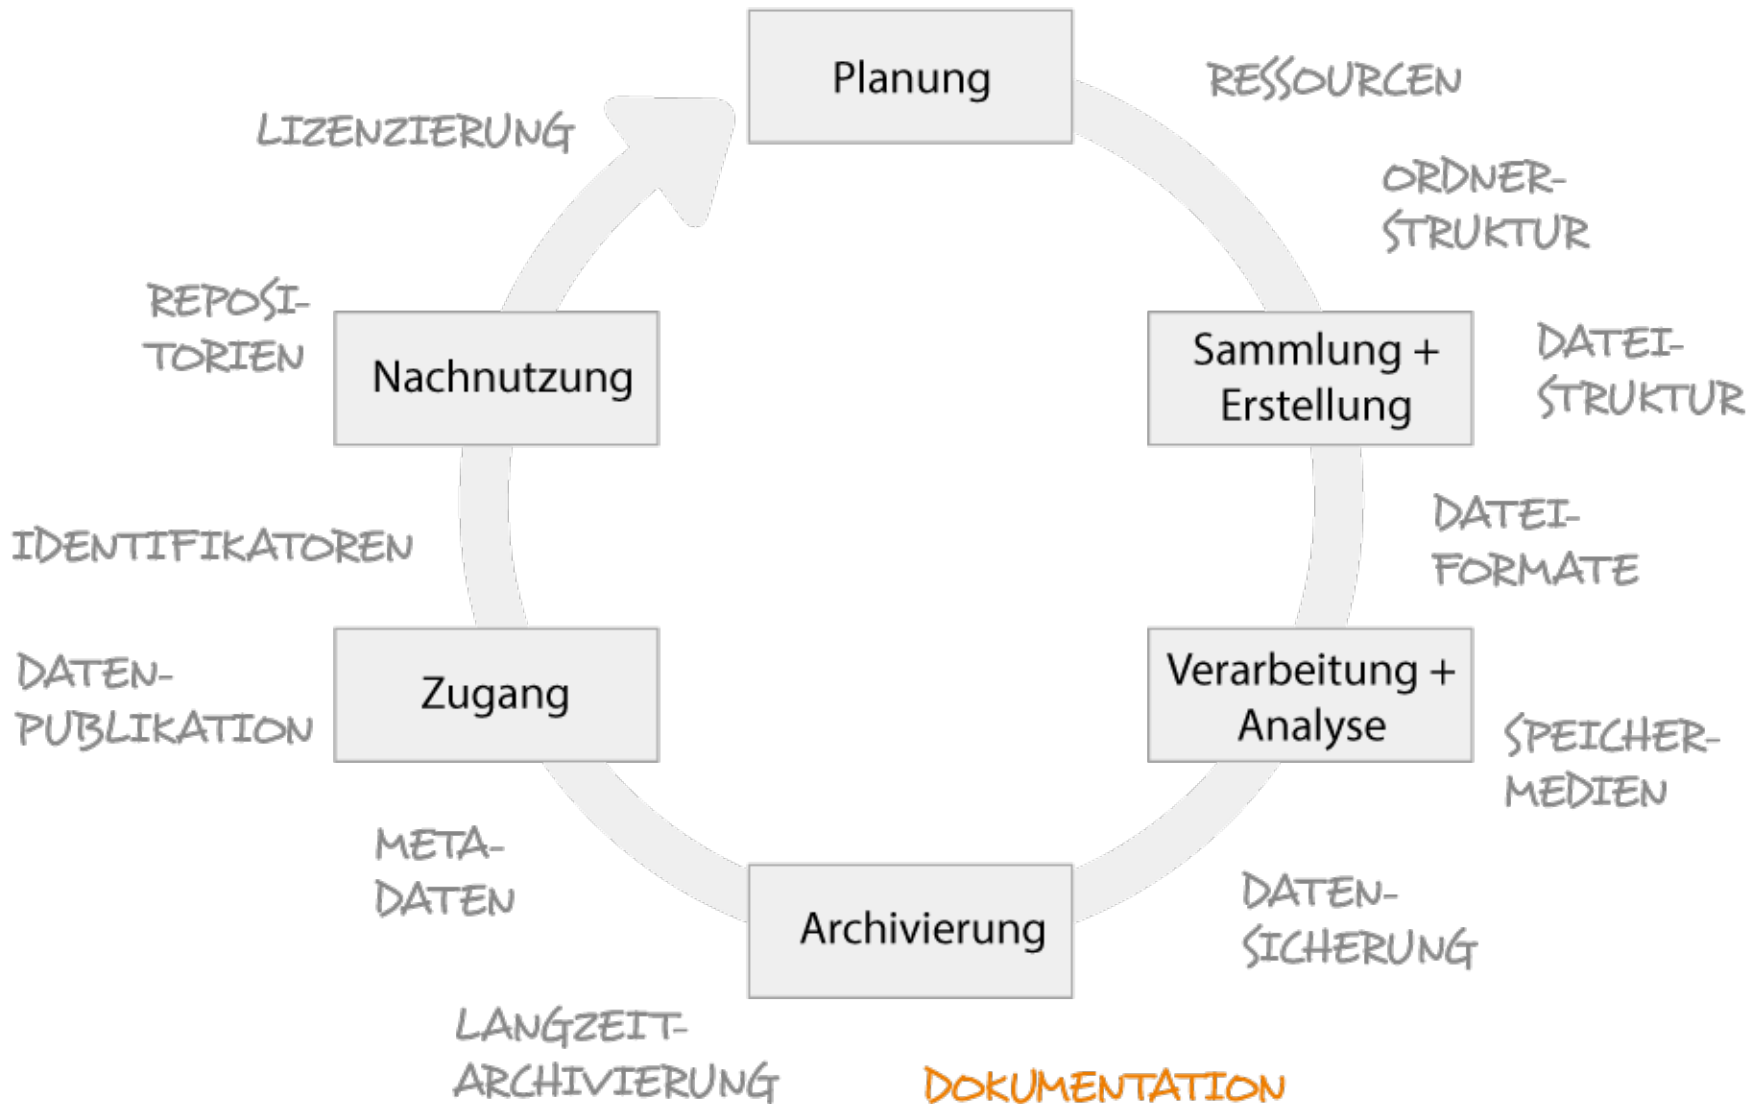 Planung
RESSOURCEN
LIZENZIERUNG
ORDNER-
STRUKTUR
REPOSI-
TORIEN
Nachnutzung
Sammlung +
Erstellung
DATEI-
STRUKTUR
IDENTIFIKATOREN
DATEI-
FORMATE
DATEN-
PUBLIKATION
Zugang
Verarbeitung +
Analyse
SPEICHER-
MEDIEN
META-
DATEN
Archivierung
DATEN-
SICHERUNG
LANGZEIT-
ARCHIVIERUNG
DOKUMENTATION